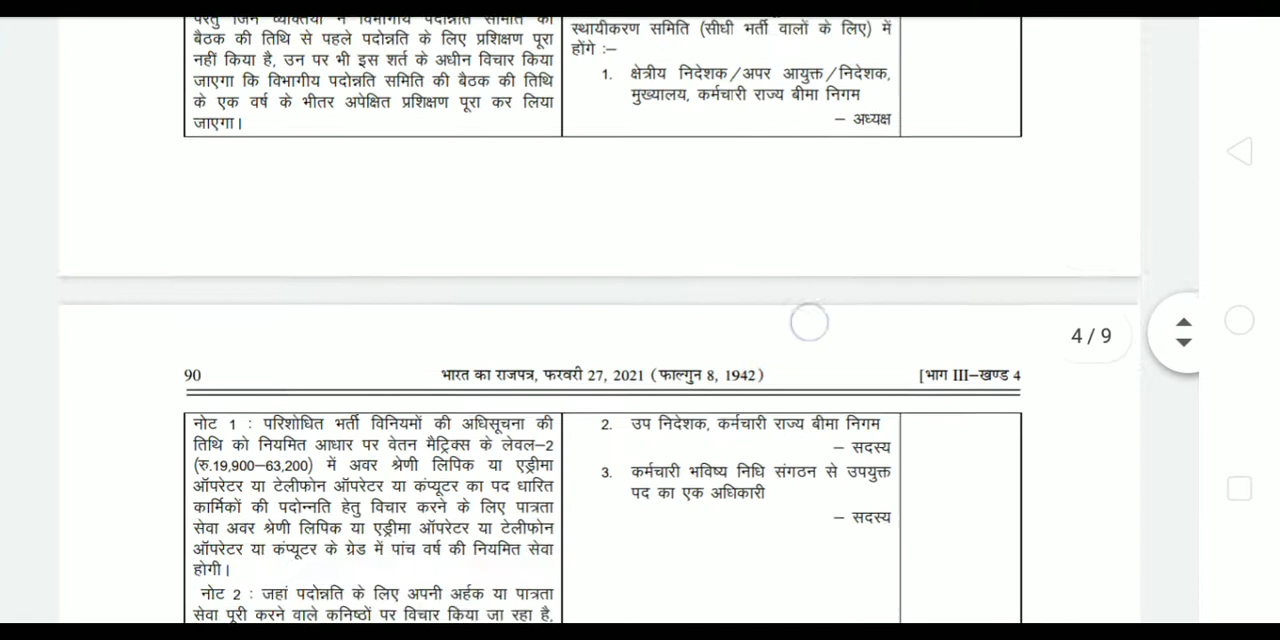 परंतु जिन व्यक्तियों ने विभागीय पदोन्नति समिति की
बैठक की तिथि से पहले पदोन्नति के लिए प्रशिक्षण पूरा
नहीं किया है, उन पर भी इस शर्त के अधीन विचार किया
जाएगा कि विभागीय पदोन्नति समिति की बैठक की तिथि
के एक वर्ष के भीतर अपेक्षित प्रशिक्षण पूरा कर लिया
जाएगा।
स्थायीकरण समिति (सीधी भर्ती वालों के लिए) में
होंगे :–
1. क्षेत्रीय निदेशक/अपर आयुक्त/निदेशक,
मुख्यालय, कर्मचारी राज्य बीमा निगम
– अध्यक्ष
4 / 9
90
भारत का राजपत्र, फरवरी 27, 2021 (फाल्गुन 8, 1942)
[भाग III–खण्ड 4
नोट 1 : परिशोधित भर्ती विनियमों की अधिसूचना की
तिथि को नियमित आधार पर वेतन मैट्रिक्स के लेवल–2
(रु.19,900–63,200) में अवर श्रेणी लिपिक या एड्रीमा
ऑपरेटर या टेलीफोन ऑपरेटर या कंप्यूटर का पद धारित
कार्मिकों की पदोन्नति हेतु विचार करने के लिए पात्रता
सेवा अवर श्रेणी लिपिक या एड्रीमा ऑपरेटर या टेलीफोन
ऑपरेटर या कंप्यूटर के ग्रेड में पांच वर्ष की नियमित सेवा
होगी।
नोट 2 : जहां पदोन्नति के लिए अपनी अर्हक या पात्रता
सेवा पूरी करने वाले कनिष्ठों पर विचार किया जा रहा है,
2. उप निदेशक, कर्मचारी राज्य बीमा निगम
– सदस्य
3. कर्मचारी भविष्य निधि संगठन से उपयुक्त
पद का एक अधिकारी
– सदस्य